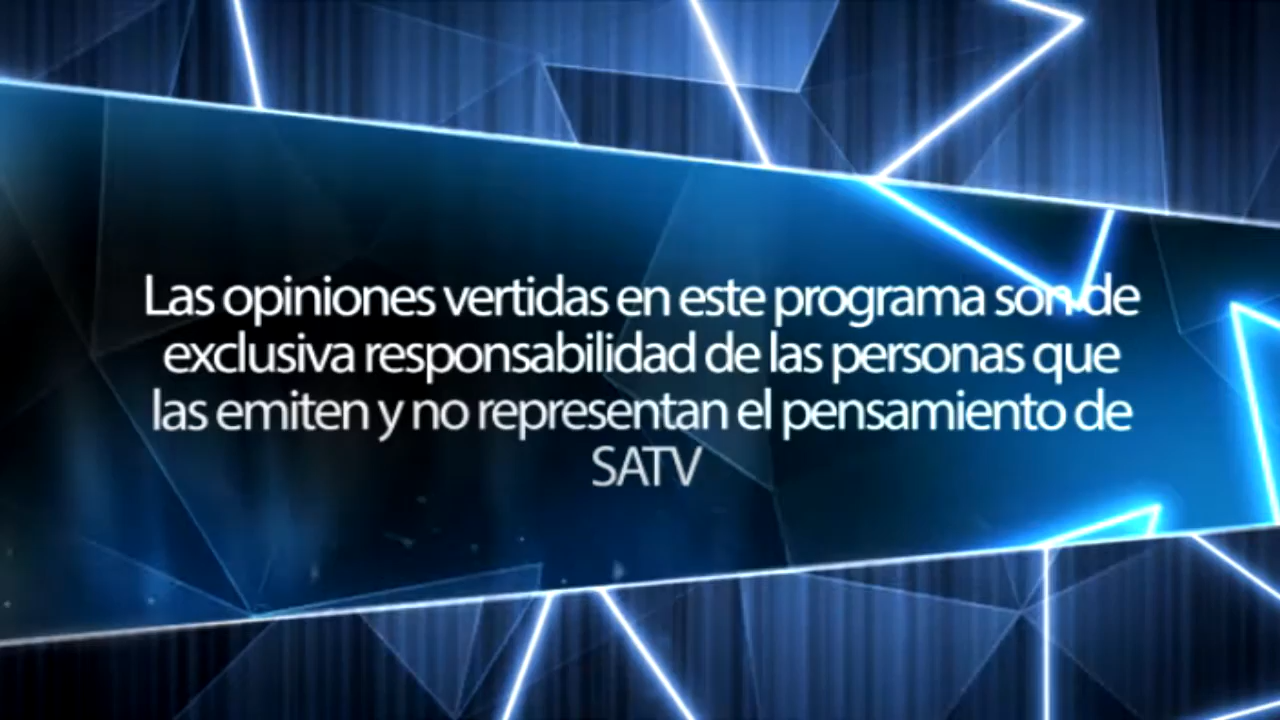 Las opiniones vertidas en este programa son de
exclusiva responsabilidad de las personas que
las emiten y no representan el pensamiento de
SATV